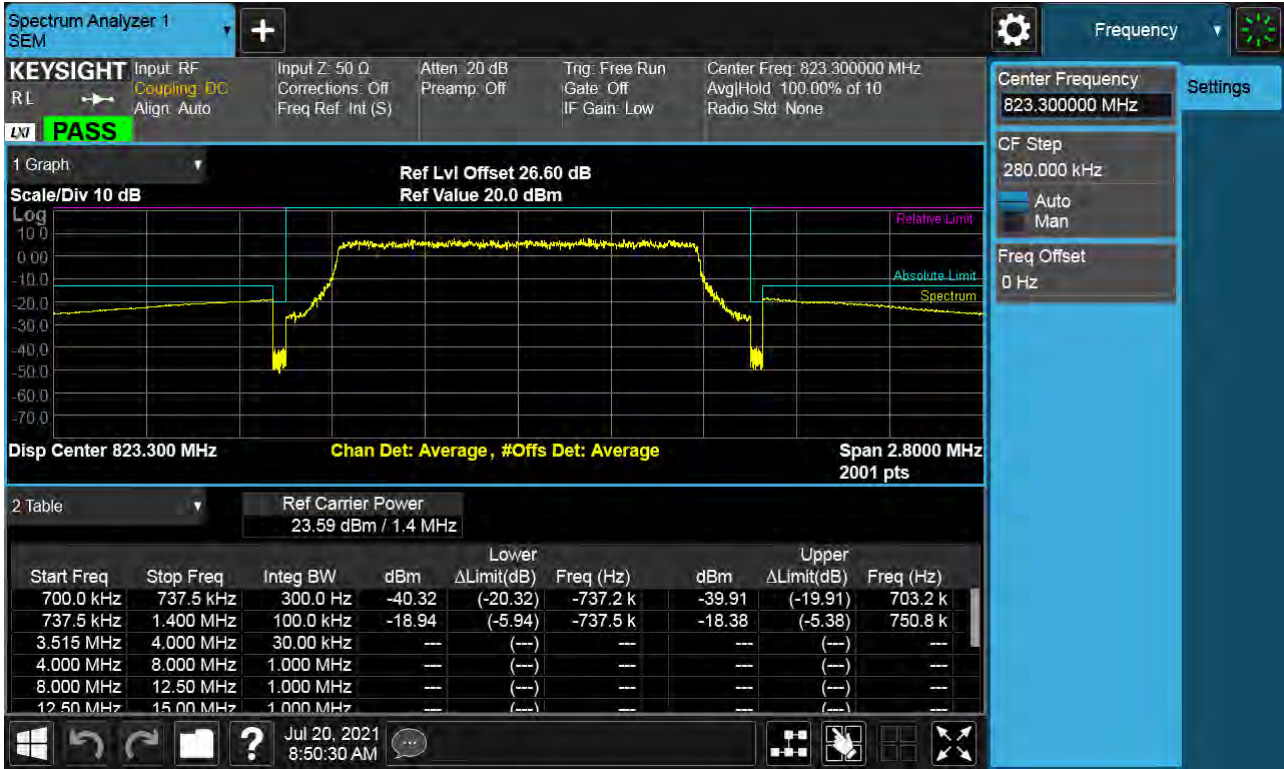 Spectrum Analyzer 1
SEM
Frequency
KEYSIGHT
R L
LXI
PASS
Input: RF
Coupling: DC
Align: Auto
Input Z: 50 Ω
Corrections: Off
Freq Ref: Int (S)
Atten: 20 dB
Preamp: Off
Trig: Free Run
Gate: Off
IF Gain: Low
Center Freq: 823.300000 MHz
Avg|Hold: 100.00% of 10
Radio Std: None
Center Frequency
823.300000 MHz
Settings
CF Step
280.000 kHz
Auto
Man
Freq Offset
0 Hz
1 Graph
Scale/Div 10 dB
Ref Lvl Offset 26.60 dB
Ref Value 20.0 dBm
Log
10.0
0.00
-10.0
-20.0
-30.0
-40.0
-50.0
-60.0
-70.0
Relative Limit
Absolute Limit
Spectrum
Disp Center 823.300 MHz
Chan Det: Average , #Offs Det: Average
Span 2.8000 MHz
2001 pts
2 Table
Ref Carrier Power
23.59 dBm / 1.4 MHz
Lower Upper
Start Freq Stop Freq Integ BW dBm ΔLimit(dB) Freq (Hz) dBm ΔLimit(dB) Freq (Hz)
700.0 kHz 737.5 kHz 300.0 Hz -40.32 (-20.32) -737.2 k -39.91 (-19.91) 703.2 k
737.5 kHz 1.400 MHz 100.0 kHz -18.94 (-5.94) -737.5 k -18.38 (-5.38) 750.8 k
3.515 MHz 4.000 MHz 30.00 kHz --- (---) --- --- (---) ---
4.000 MHz 8.000 MHz 1.000 MHz --- (---) --- --- (---) ---
8.000 MHz 12.50 MHz 1.000 MHz --- (---) --- --- (---) ---
12.50 MHz 15.00 MHz 1.000 MHz --- (---) --- --- (---) ---
?
Jul 20, 2021
8:50:30 AM